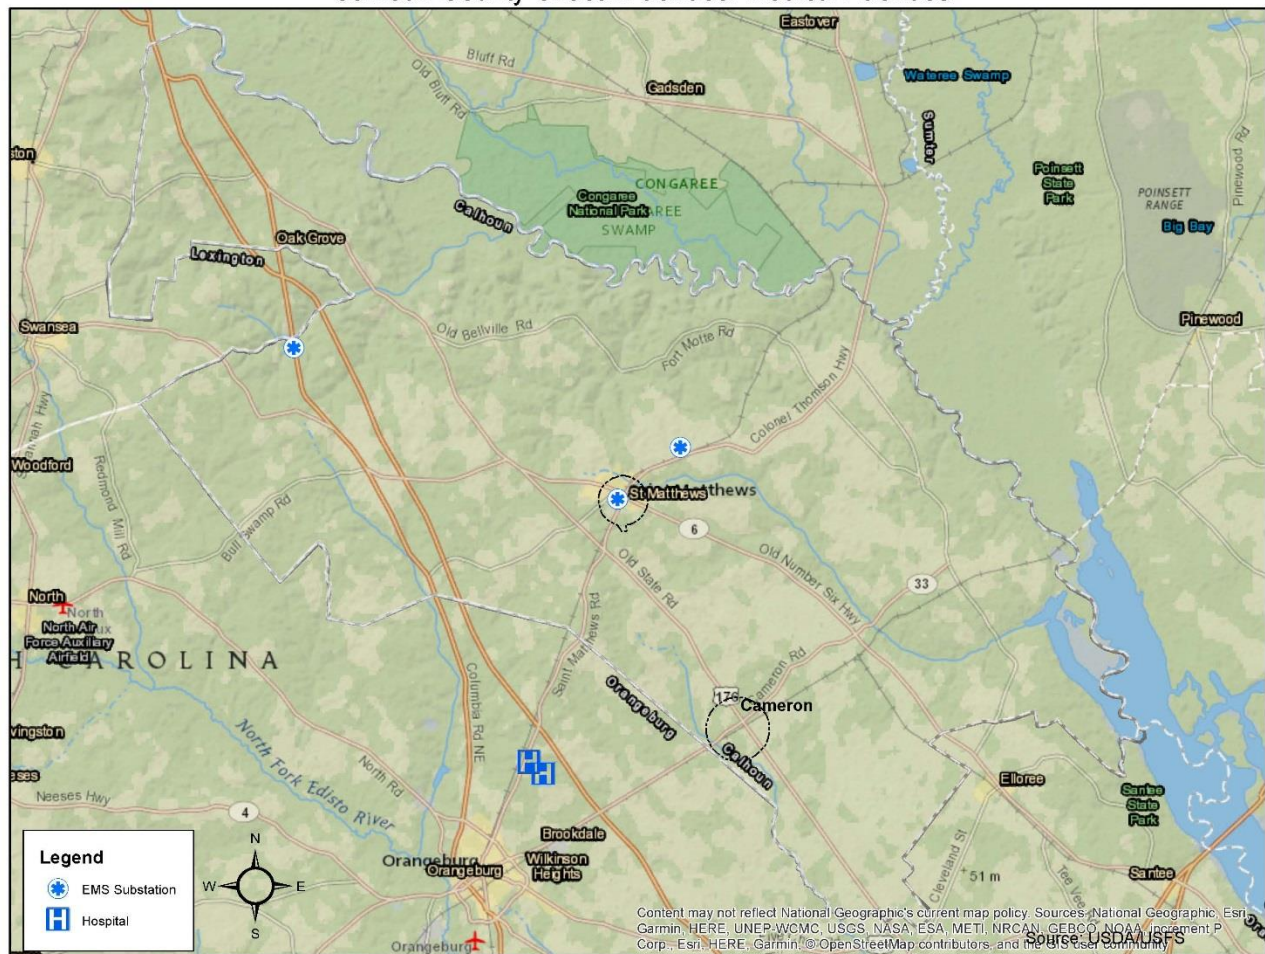 Eastover
Bluff Rd
Old Bluff Rd
Gadsden
Wateree Swamp
Sumter
Poinsett
State
Park
POINSETT
RANGE
Big Bay
Pinewood Rd
CONGAREE
Congaree
National Park
SWAMP
Calhoun
Oak Grove
Lexington
Swansea
Pinewood
Old Bellville Rd
Fort Motte Rd
Colonel Thomson Hwy
Woodford
Redmond Mill Rd
Bull Swamp Rd
St Matthews
6
Old State Rd
Old Number Six Hwy
33
North
North
North Air
Force Auxiliary
Airfield
CAROLINA
Saint Matthews Rd
Columbia Rd NE
Orangeburg
Calhoun
176
Cameron Rd
Cameron
North Fork Edisto River
North Rd
Neeses Hwy
4
Elloree
Santee
State
Park
Brookdale
Wilkinson
Heights
Orangeburg
Orangeburg
Cleveland St
51 m
Tee Vee Rd
Santee
Legend
EMS Substation
Hospital
N
W
E
S
Orangeburg
Content may not reflect National Geographic's current map policy. Sources: National Geographic, Esri,
Garmin, HERE, UNEP-WCMC, USGS, NASA, ESA, METI, NRCAN, GEBCO, NOAA, increment P
Corp., Esri, HERE, Garmin, © OpenStreetMap contributors, and the GIS user community
Source: USDA/USFS